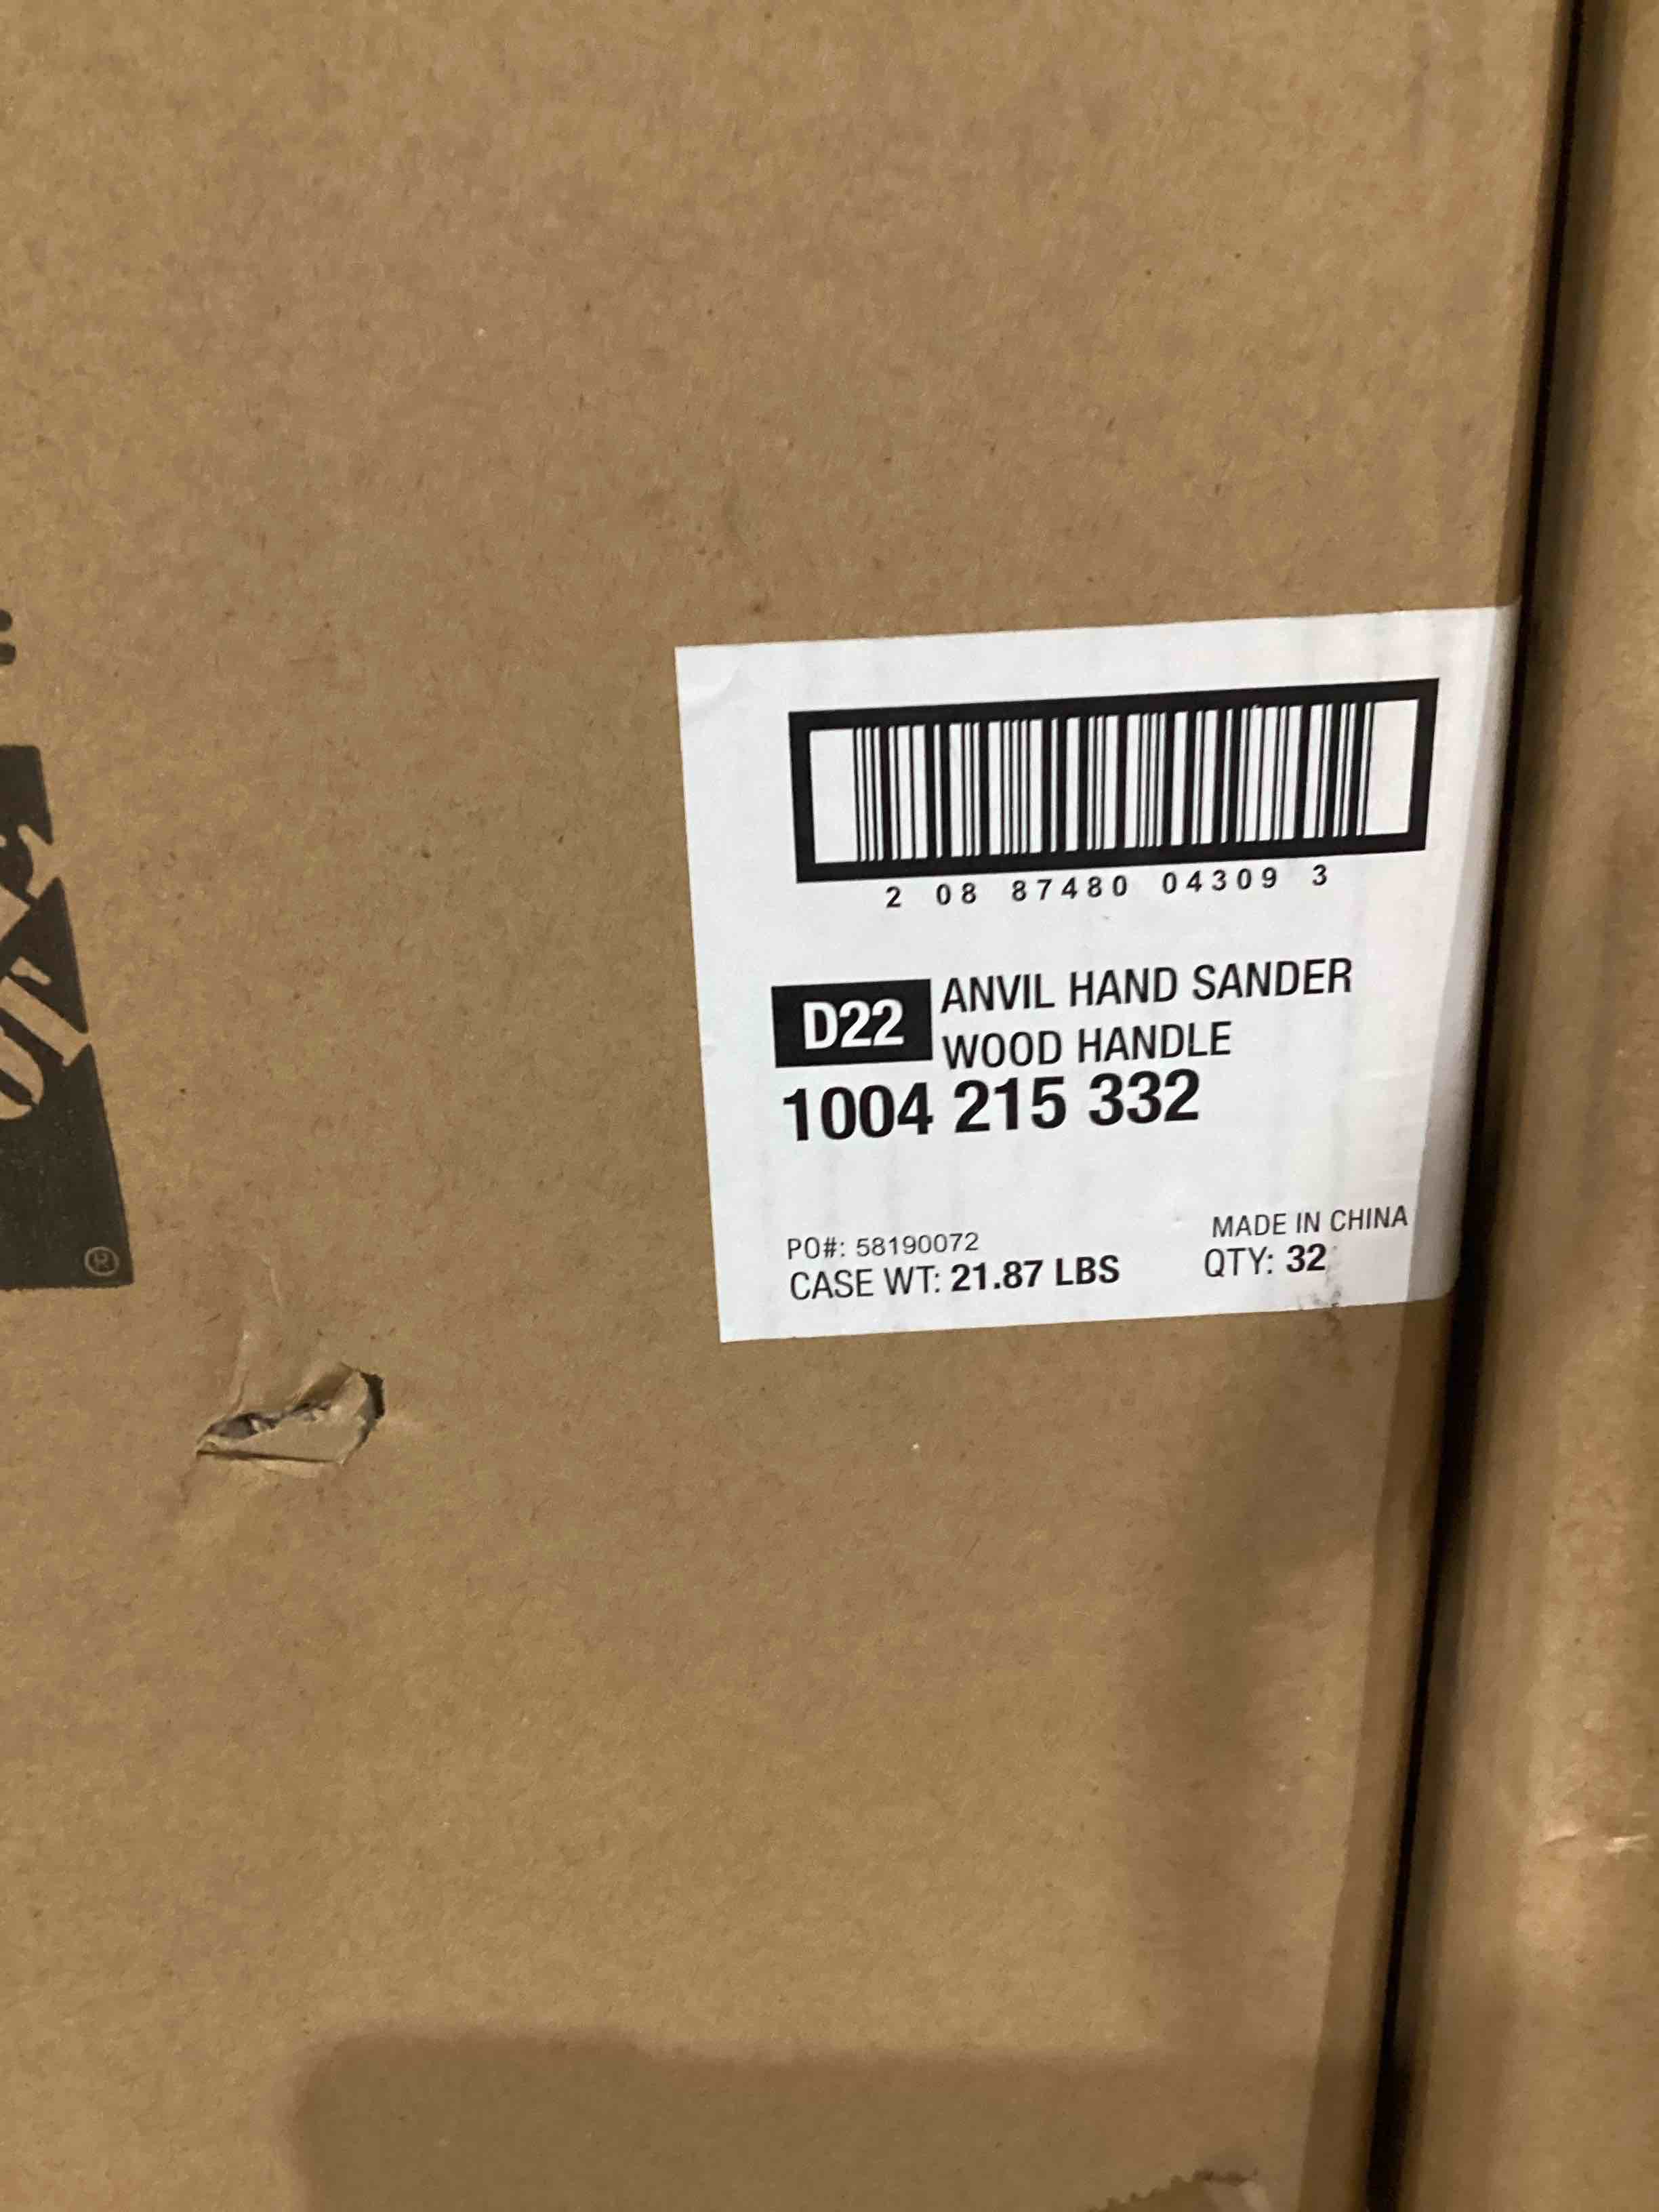 2 08 87480 04309 3
D22 ANVIL HAND SANDER
WOOD HANDLE
1004 215 332
PO#: 58190072
MADE IN CHINA
CASE WT: 21.87 LBS
QTY: 32
®